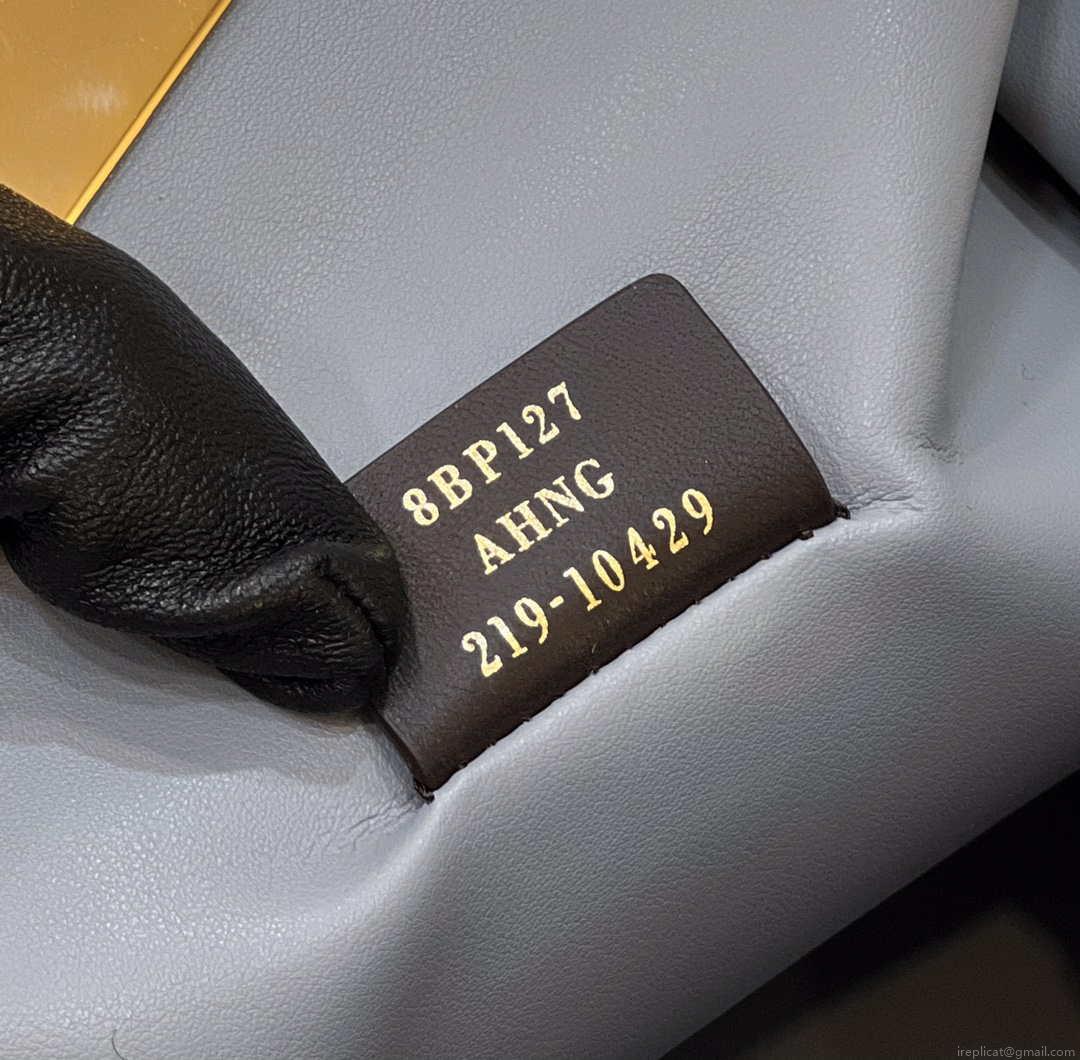 8BP127
AHNG
219-10429
ireplicat@gmail.com